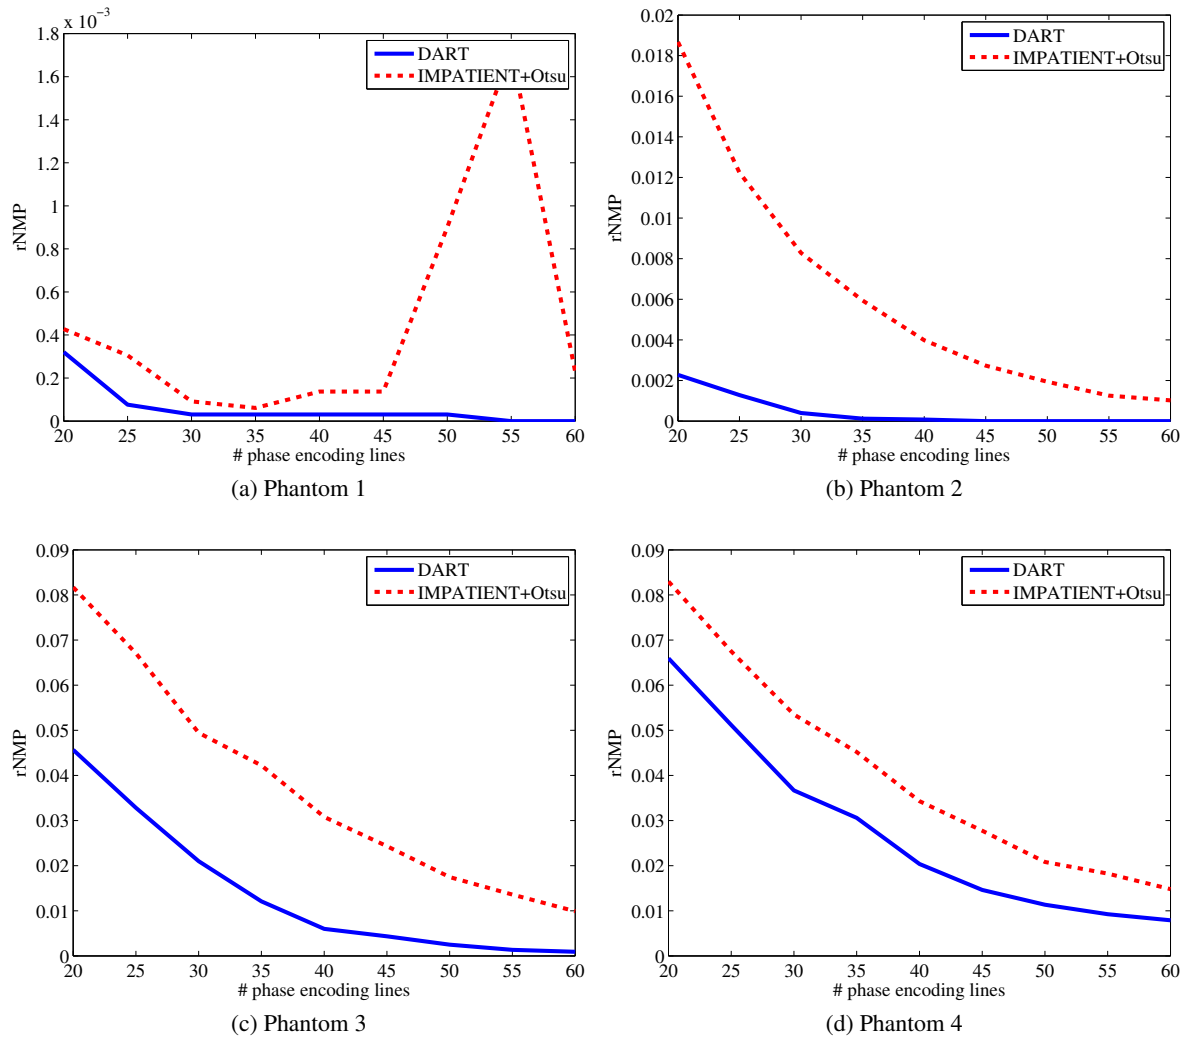 x 10^-3
1.8
1.6
1.4
1.2
1
0.8
0.6
0.4
0.2
0
rNMP
DART
IMPATIENT+Otsu
20 25 30 35 40 45 50 55 60
# phase encoding lines
(a) Phantom 1
0.02
0.018
0.016
0.014
0.012
0.01
0.008
0.006
0.004
0.002
0
rNMP
DART
IMPATIENT+Otsu
20 25 30 35 40 45 50 55 60
# phase encoding lines
(b) Phantom 2
0.09
0.08
0.07
0.06
0.05
0.04
0.03
0.02
0.01
0
rNMP
DART
IMPATIENT+Otsu
20 25 30 35 40 45 50 55 60
# phase encoding lines
(c) Phantom 3
0.09
0.08
0.07
0.06
0.05
0.04
0.03
0.02
0.01
0
rNMP
DART
IMPATIENT+Otsu
20 25 30 35 40 45 50 55 60
# phase encoding lines
(d) Phantom 4